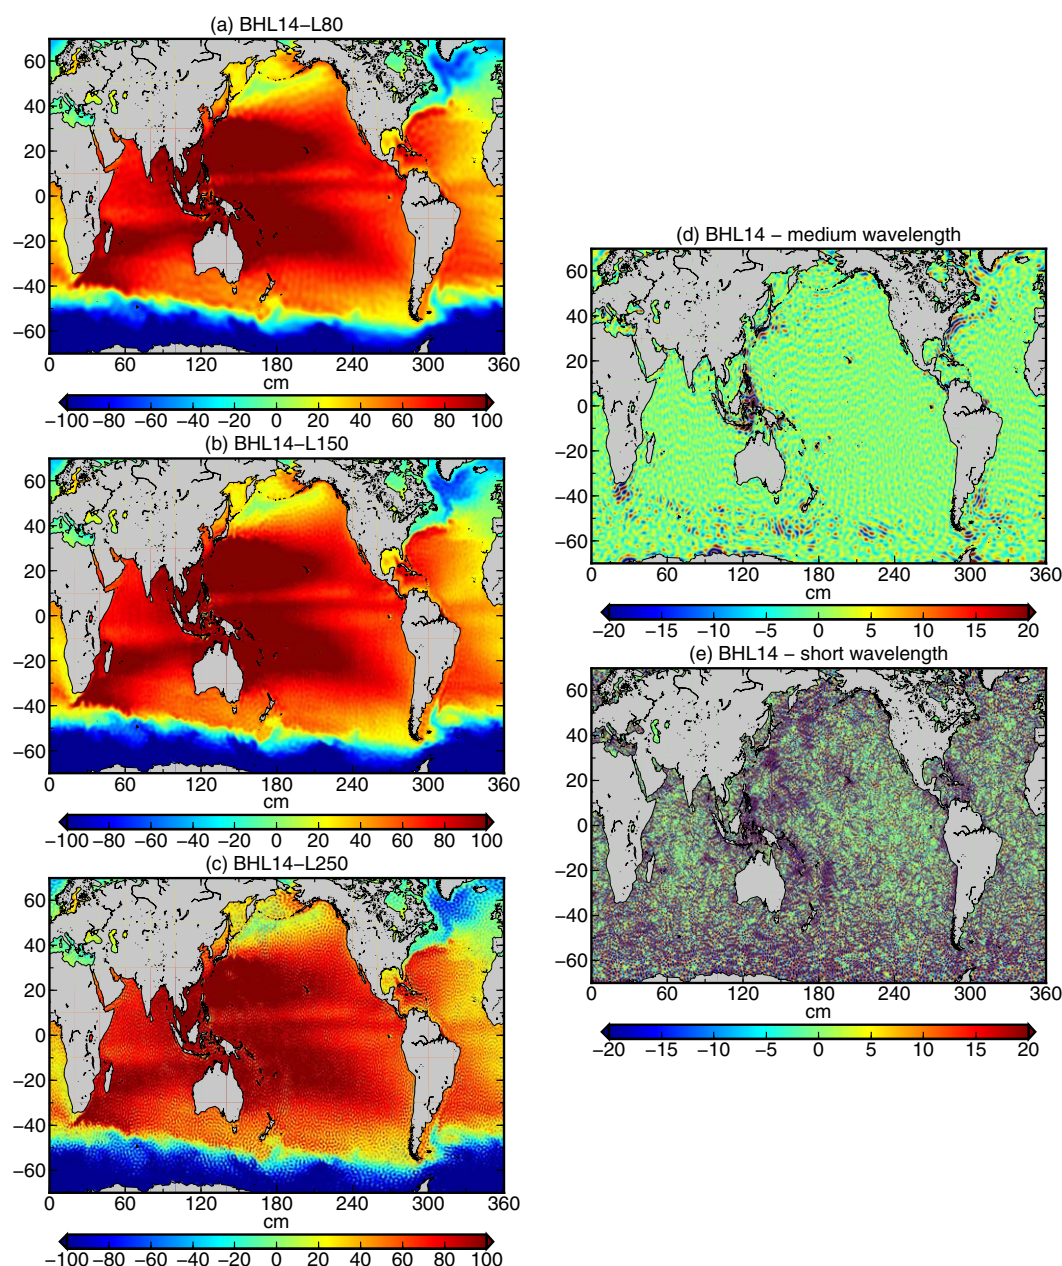 (a) BHL14−L80
60
40
20
0
−20
−40
−60
0 60 120 180 240 300 360
cm
−100 −80 −60 −40 −20 0 20 40 60 80 100
(b) BHL14−L150
60
40
20
0
−20
−40
−60
0 60 120 180 240 300 360
cm
−100 −80 −60 −40 −20 0 20 40 60 80 100
(c) BHL14−L250
60
40
20
0
−20
−40
−60
0 60 120 180 240 300 360
cm
−100 −80 −60 −40 −20 0 20 40 60 80 100
(d) BHL14 − medium wavelength
60
40
20
0
−20
−40
−60
0 60 120 180 240 300 360
cm
−20 −15 −10 −5 0 5 10 15 20
(e) BHL14 − short wavelength
60
40
20
0
−20
−40
−60
0 60 120 180 240 300 360
cm
−20 −15 −10 −5 0 5 10 15 20